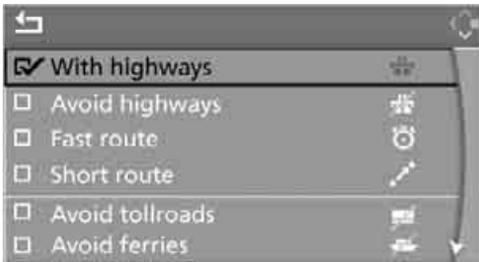 With highways
Avoid highways
Fast route
Short route
Avoid tollroads
Avoid ferries